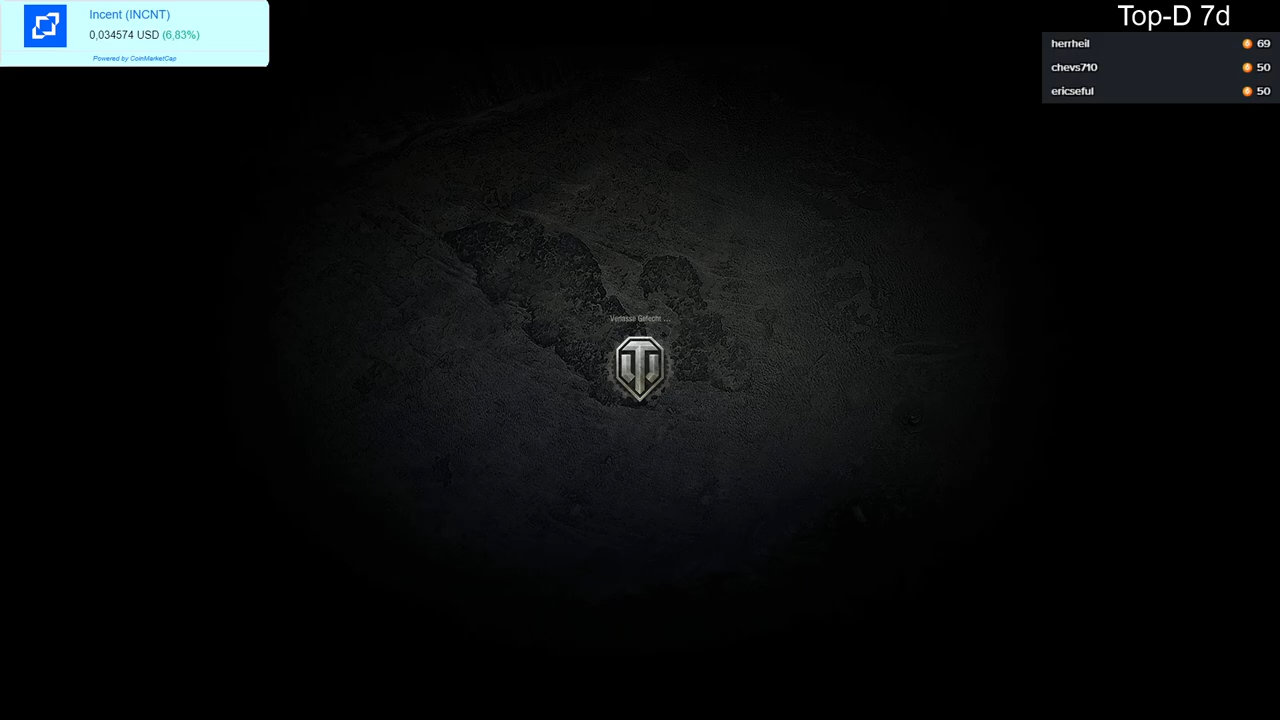 Incent (INCNT)
0,034574 USD (6,83%)
Powered by CoinMarketCap
Top-D 7d
herrheil 69
chevs710 50
ericseful 50
Verlasse Gefecht ...